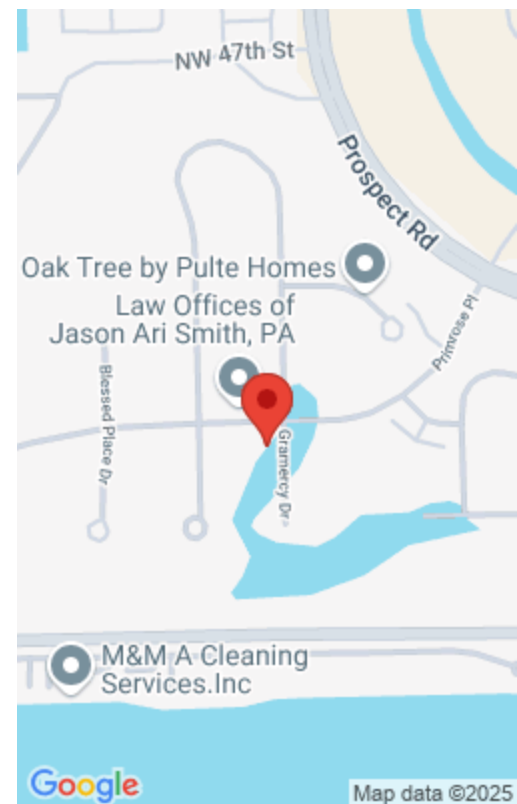 NW 47th St
Prospect Rd
Oak Tree by Pulte Homes
Law Offices of
Jason Ari Smith, PA
Primrose Pl
Blessed Place Dr
Gramercy Dr
M&M A Cleaning
Services.Inc
Google
Map data ©2025